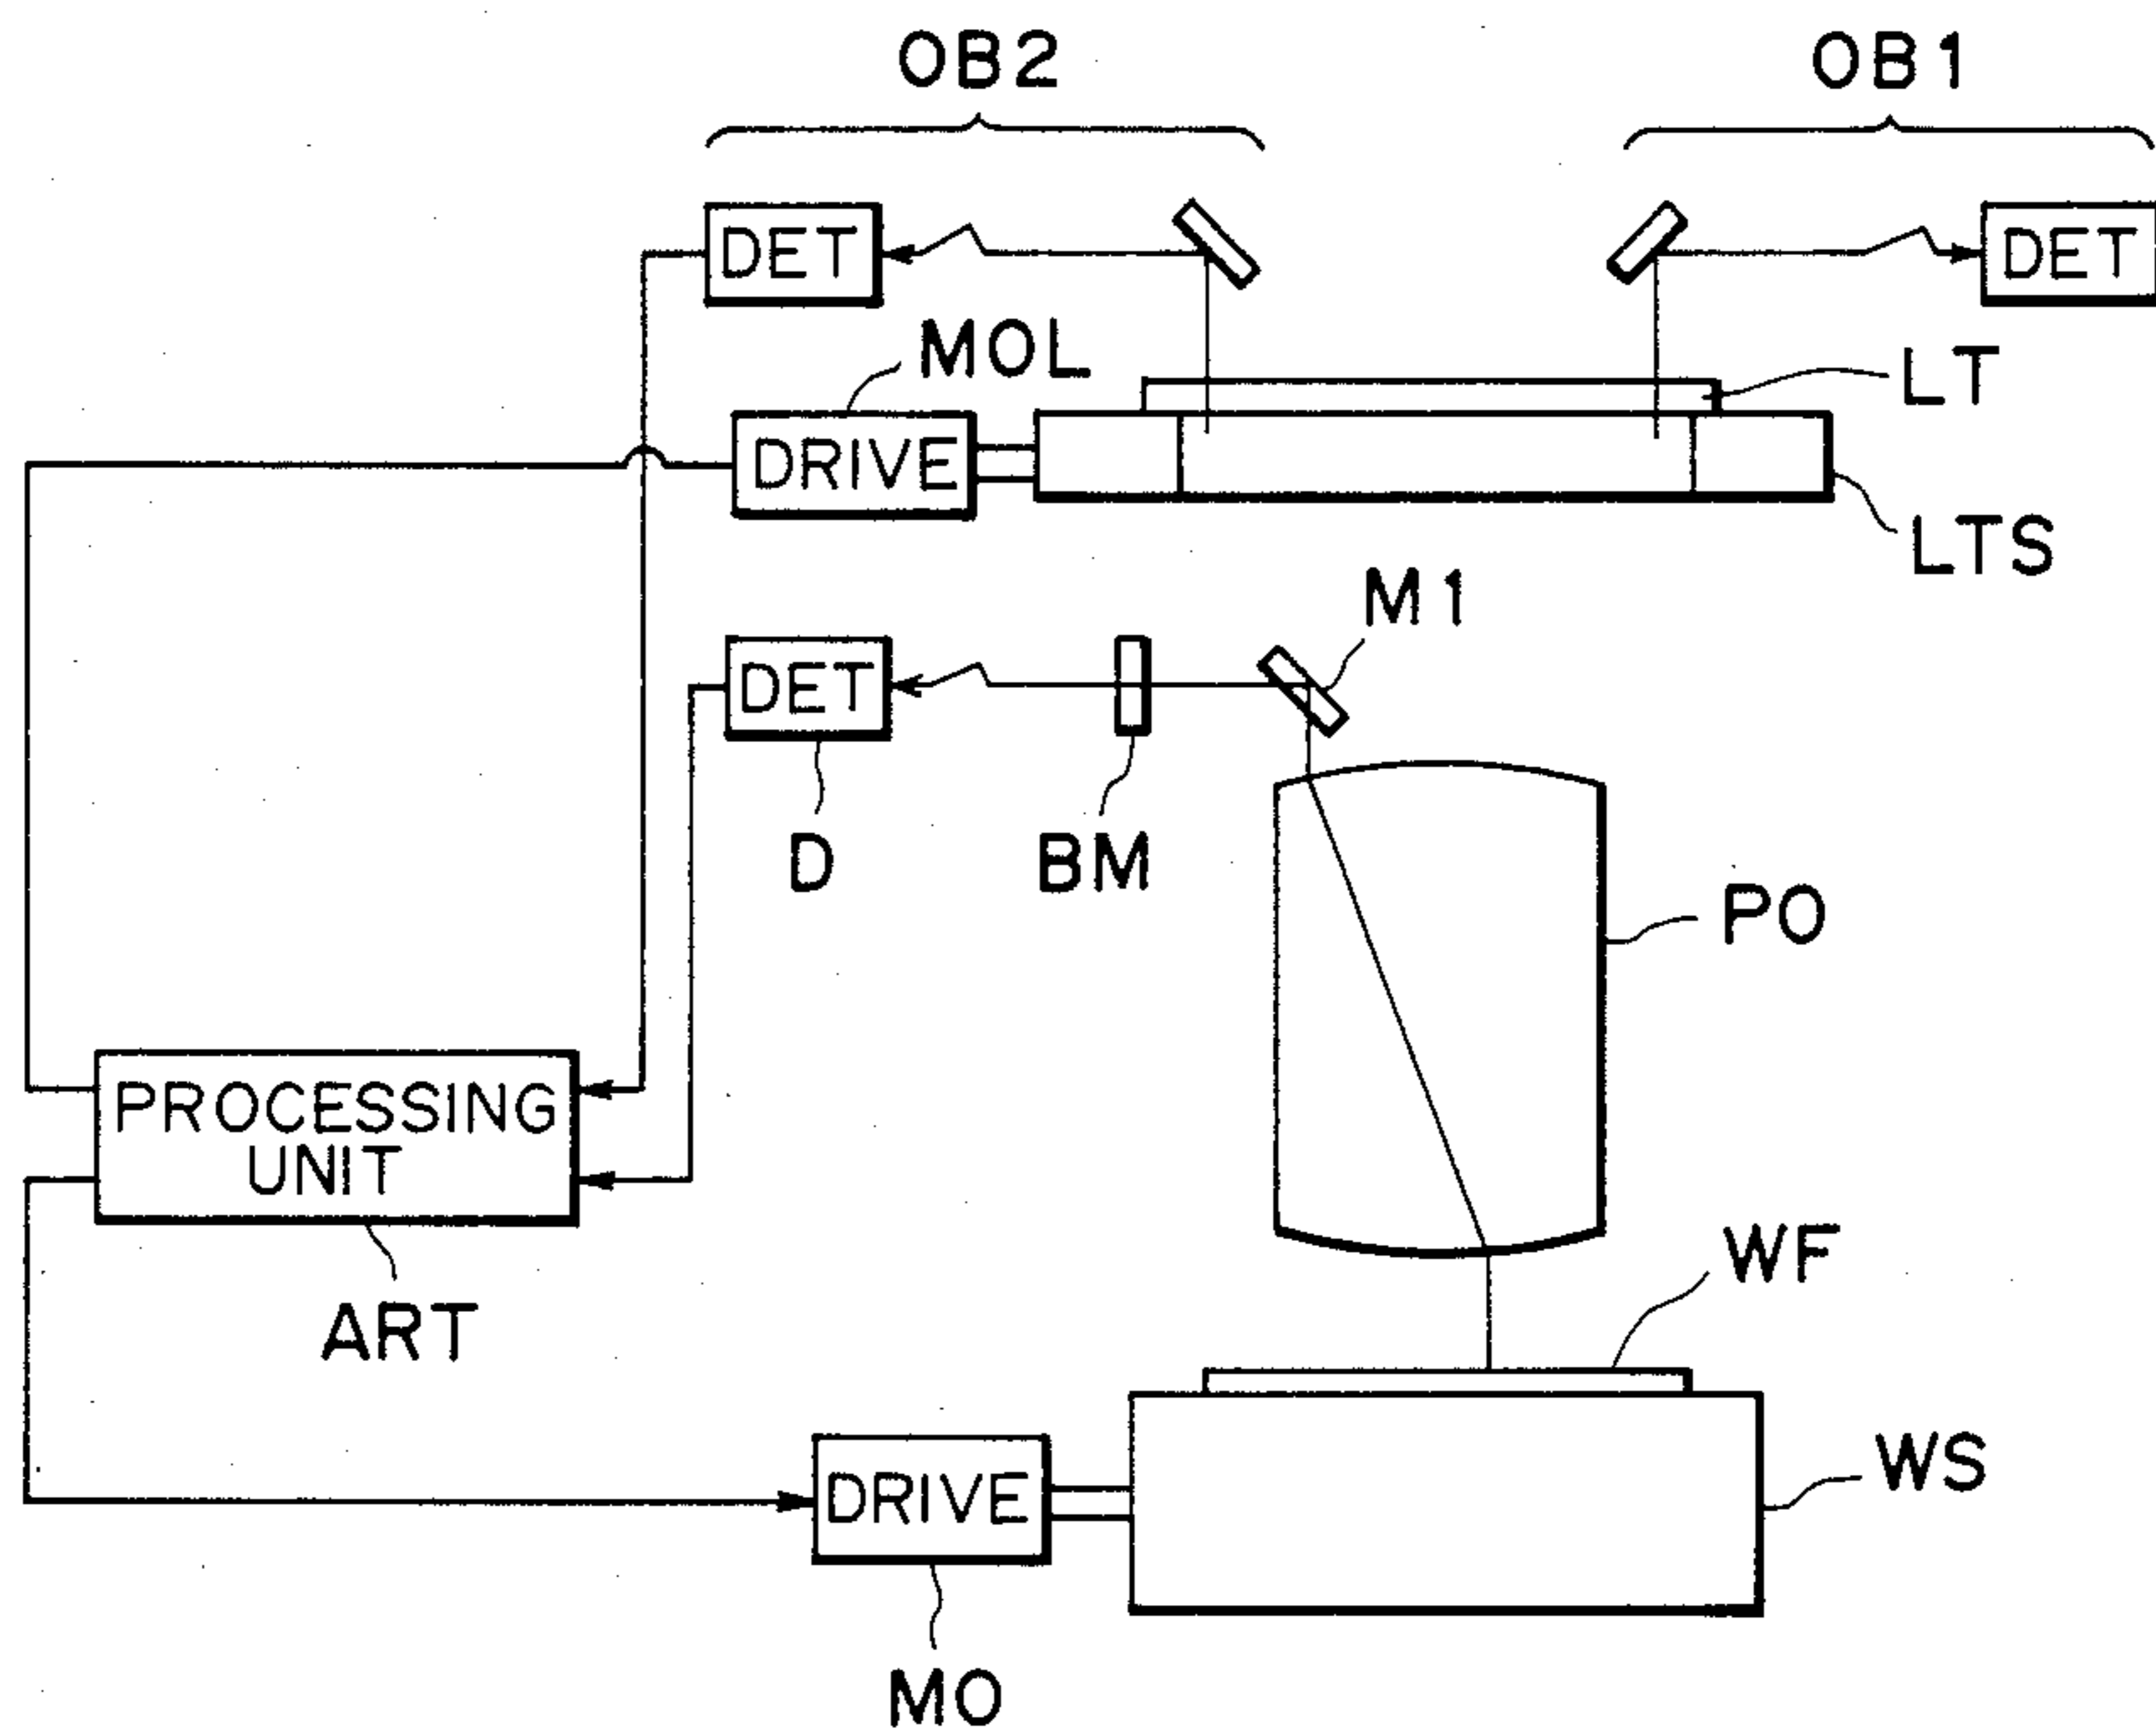 OB2
OB1
DET
DET
MOL
LT
DRIVE
LTS
M1
DET
D
BM
PO
PROCESSING
UNIT
WF
ART
WS
DRIVE
MO